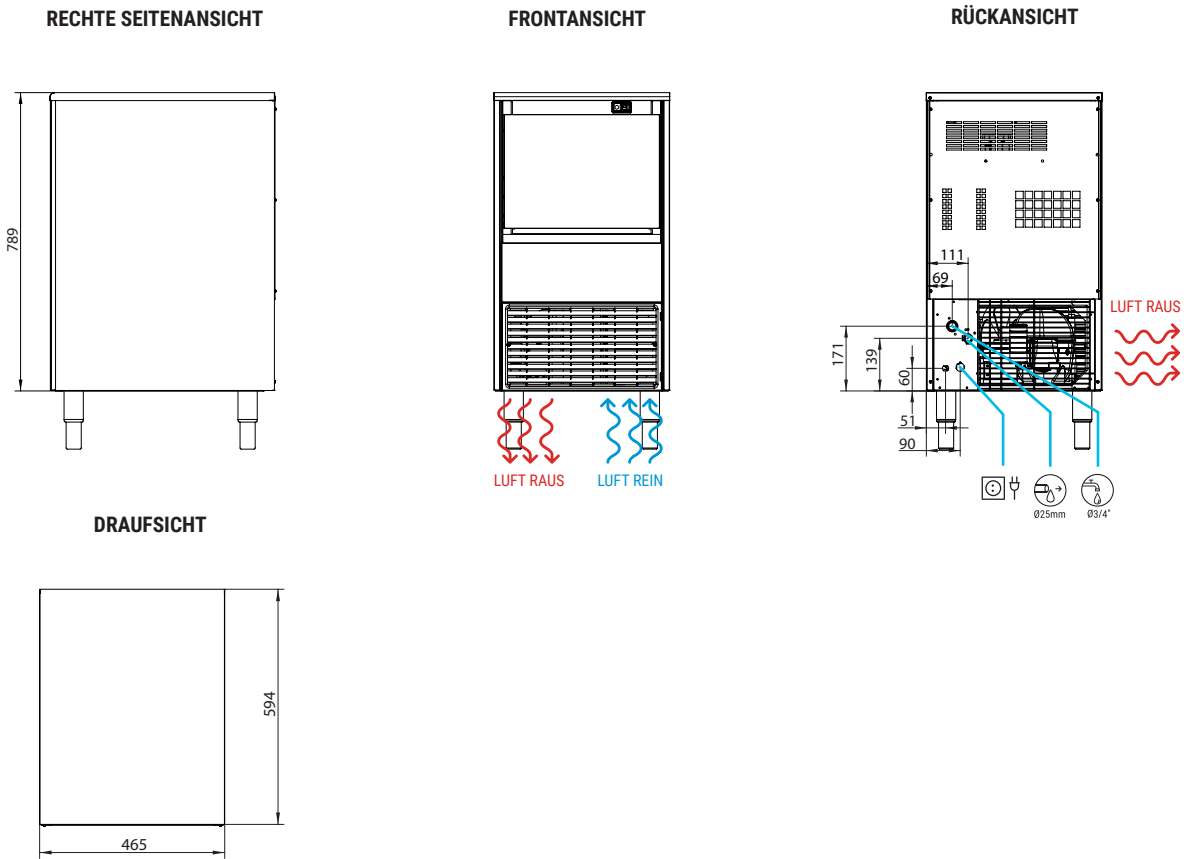 RECHTE SEITENANSICHT
FRONTANSICHT
RÜCKANSICHT
789
111
69
LUFT RAUS
171
139
60
51
90
LUFT RAUS
LUFT REIN
Ø25mm
Ø3/4"
DRAUFSICHT
594
465